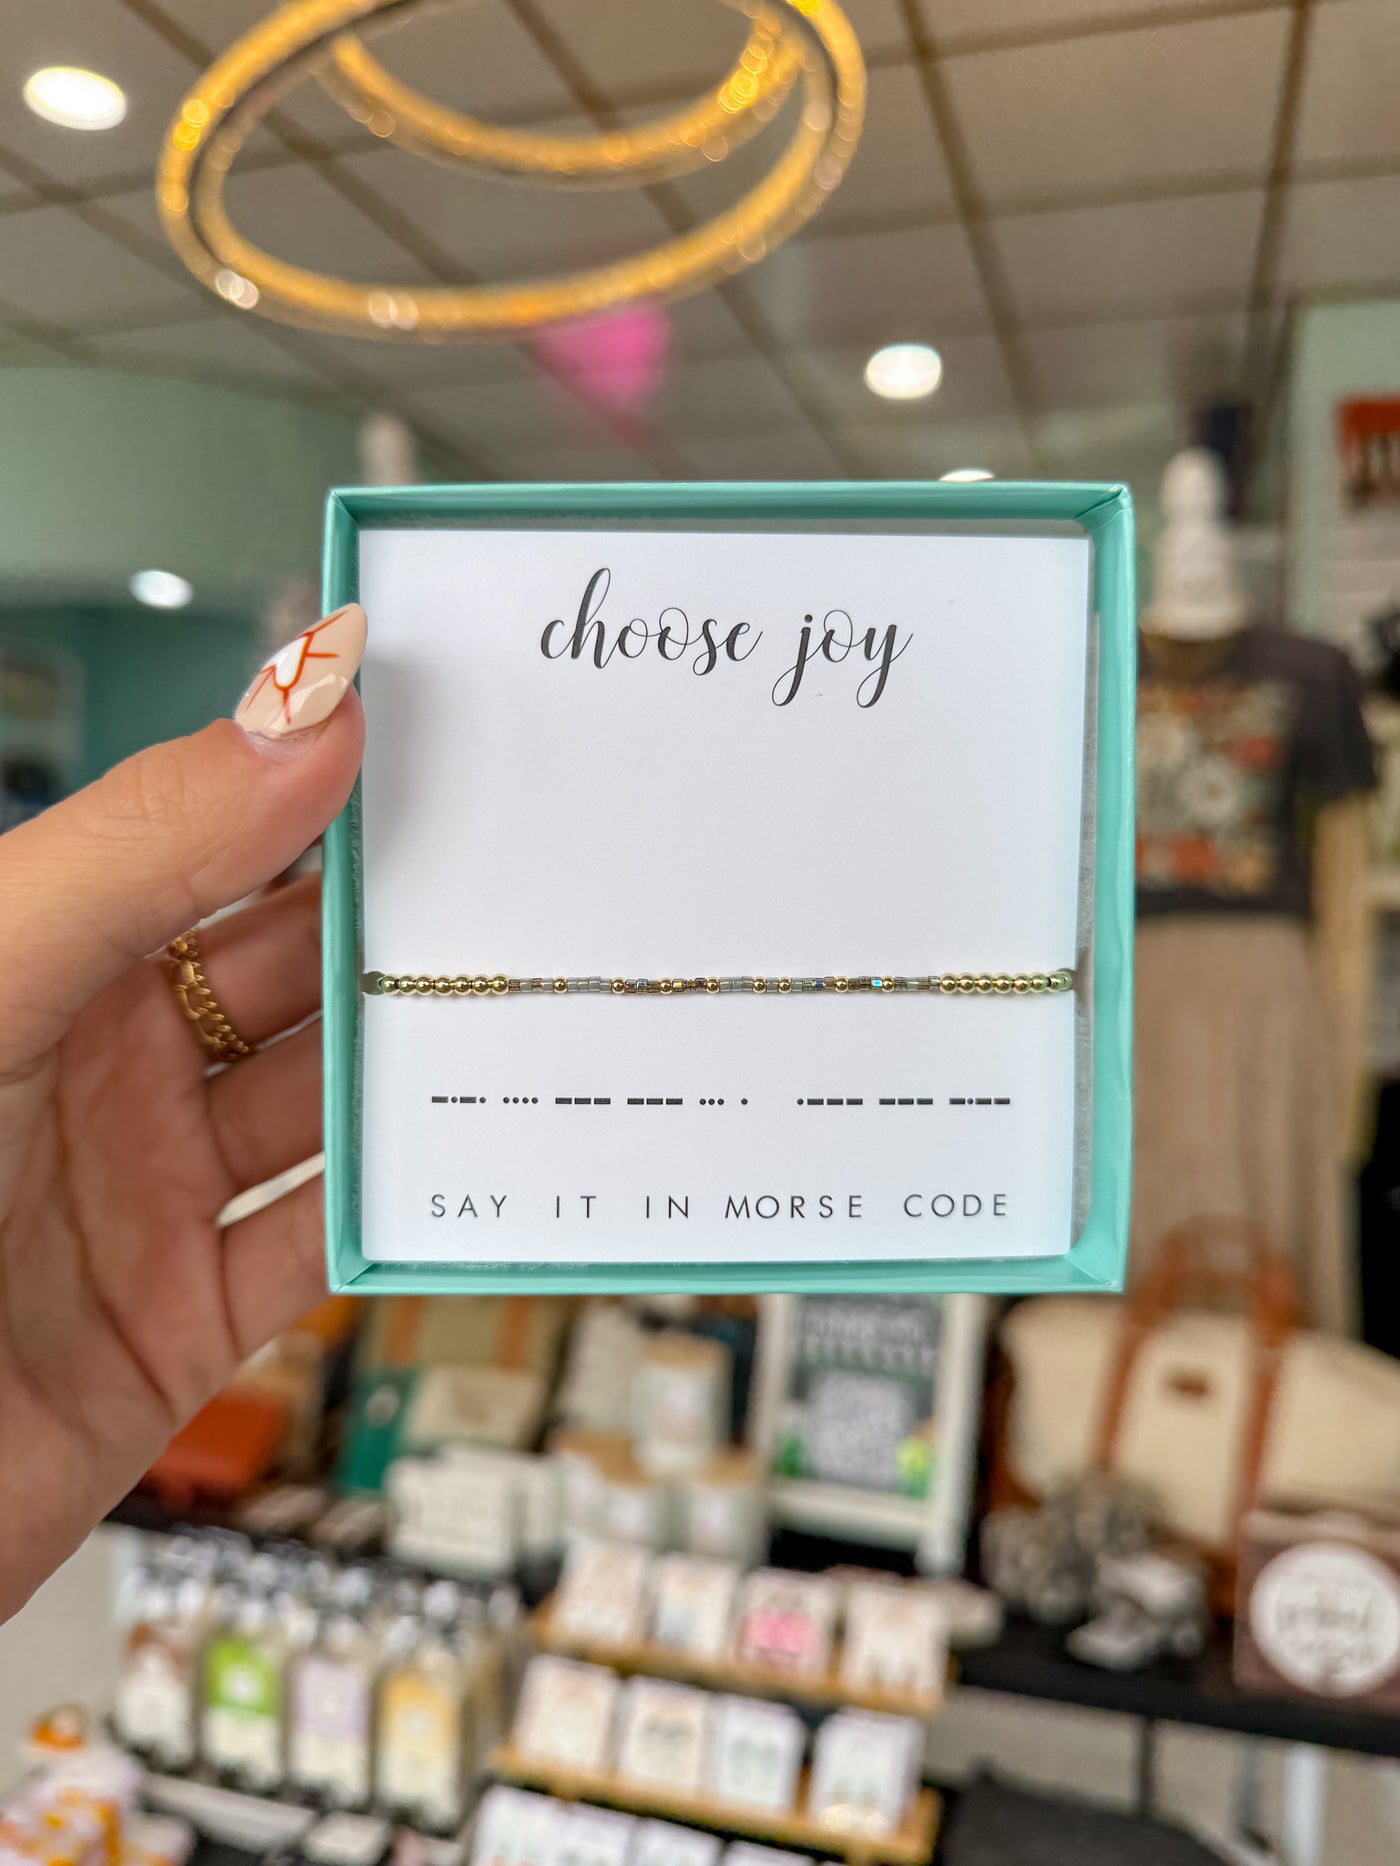 choose joy
−·−· ···· −−− −−− ··· · ·−−− −−− −·−−
SAY IT IN MORSE CODE